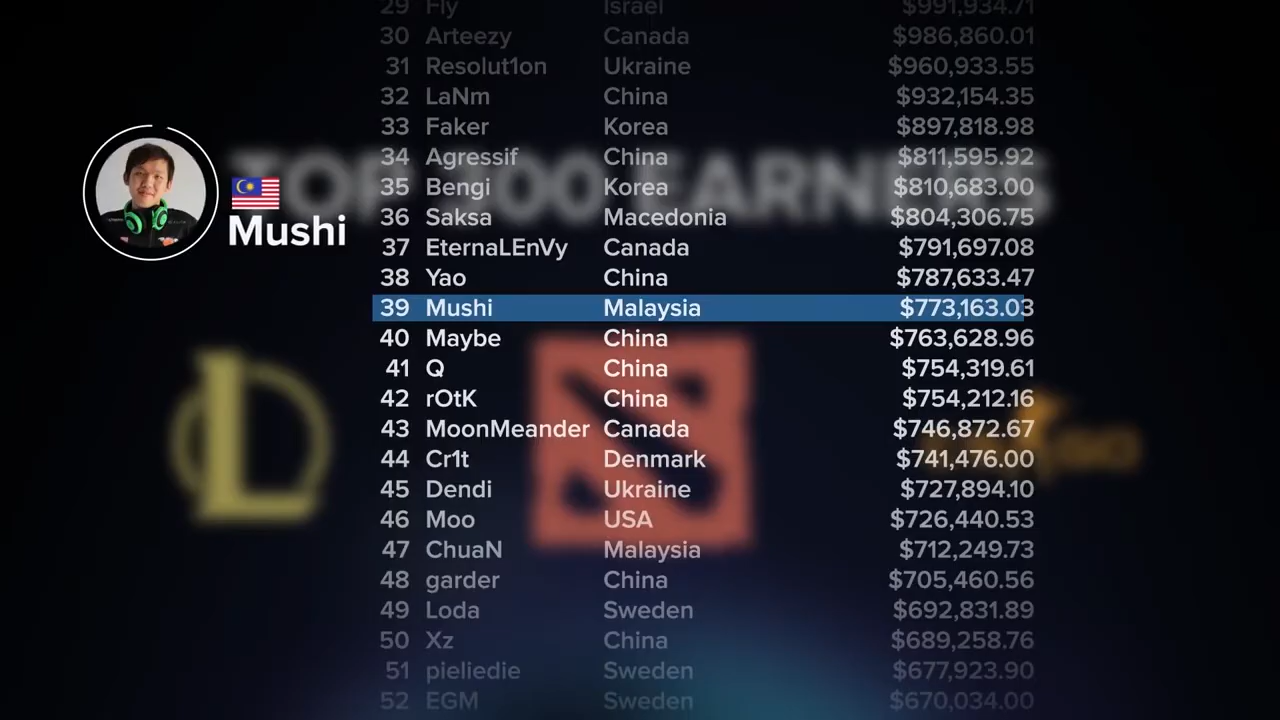 29 Fly Israel $991,934.71
30 Arteezy Canada $986,860.01
31 Resolut1on Ukraine $960,933.55
32 LaNm China $932,154.35
33 Faker Korea $897,818.98
34 Agressif China $811,595.92
35 Bengi Korea $810,683.00
36 Saksa Macedonia $804,306.75
Mushi
37 EternaLEnVy Canada $791,697.08
38 Yao China $787,633.47
39 Mushi Malaysia $773,163.03
40 Maybe China $763,628.96
41 Q China $754,319.61
42 rOtK China $754,212.16
43 MoonMeander Canada $746,872.67
44 Cr1t Denmark $741,476.00
45 Dendi Ukraine $727,894.10
46 Moo USA $726,440.53
47 ChuaN Malaysia $712,249.73
48 garder China $705,460.56
49 Loda Sweden $692,831.89
50 Xz China $689,258.76
51 pieliedie Sweden $677,923.90
52 EGM Sweden $670,034.00